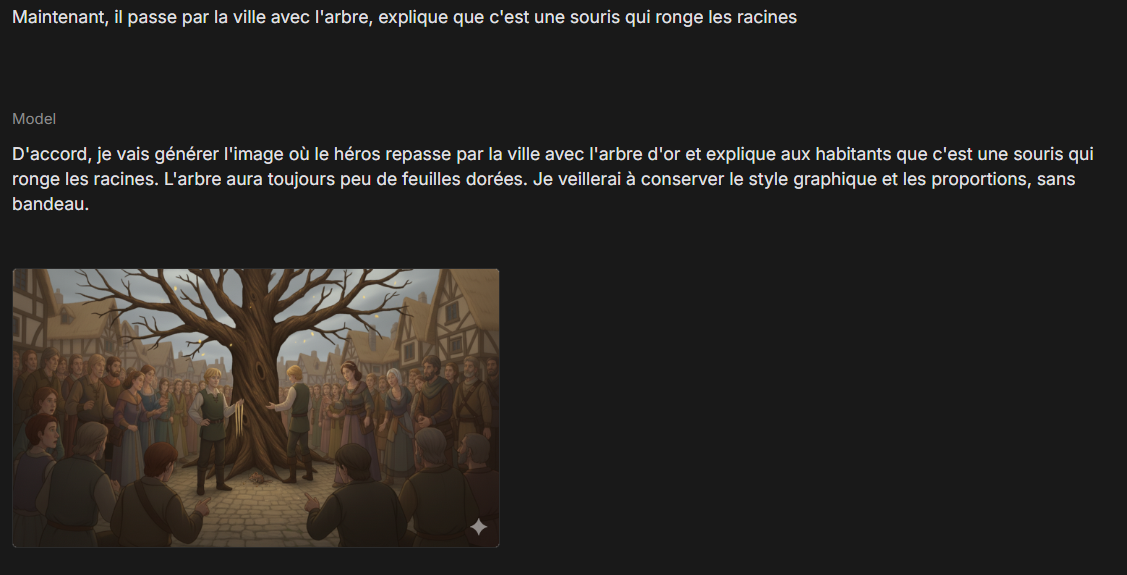 Maintenant, il passe par la ville avec l'arbre, explique que c'est une souris qui ronge les racines
Model
D'accord, je vais générer l'image où le héros repasse par la ville avec l'arbre d'or et explique aux habitants que c'est une souris qui
ronge les racines. L'arbre aura toujours peu de feuilles dorées. Je veillerai à conserver le style graphique et les proportions, sans
bandeau.